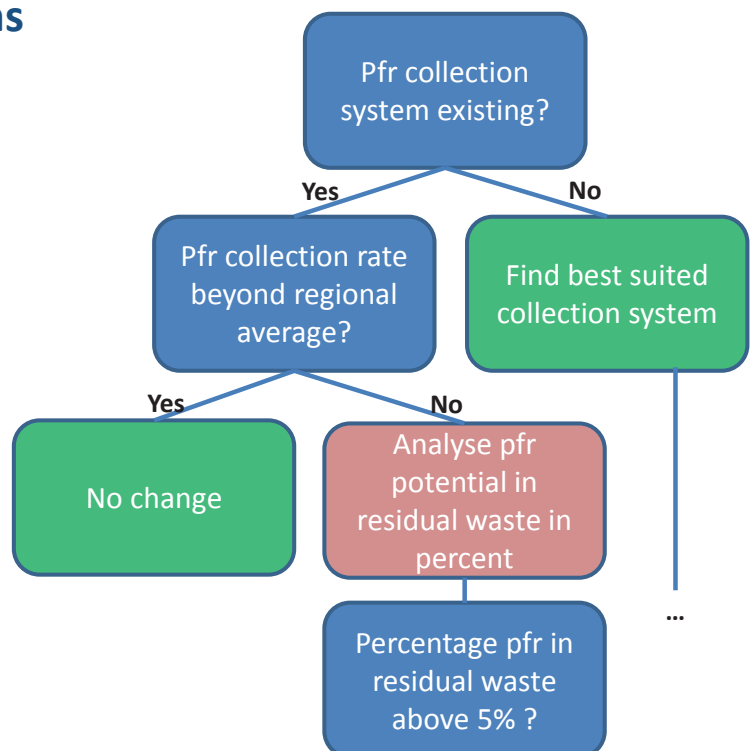 ns
Pfr collection
system existing?
Yes
No
Pfr collection rate
beyond regional
average?
Find best suited
collection system
Yes
No
No change
Analyse pfr
potential in
residual waste in
percent
...
Percentage pfr in
residual waste
above 5% ?